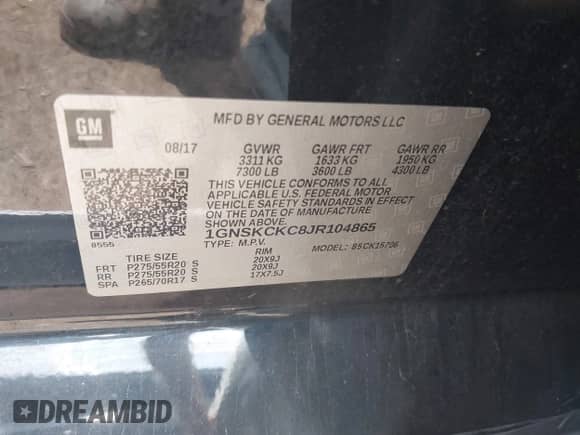 GM
MFD BY GENERAL MOTORS LLC
08/17 GVWR GAWR FRT GAWR RR
3311 KG 1633 KG 1950 KG
7300 LB 3600 LB 4300 LB
THIS VEHICLE CONFORMS TO ALL
APPLICABLE U.S. FEDERAL MOTOR
VEHICLE SAFETY STANDARDS IN
EFFECT ON THE DATE OF MANUFACTURE
SHOWN ABOVE.
8555
1GNSKCKC8JR104865
TYPE: M.P.V. MODEL:
TIRE SIZE RIM
FRT P275/55R20 S 20X9J
RR P275/55R20 S 20X9J
SPA P265/70R17 S 17X7.5J
DREAMBID